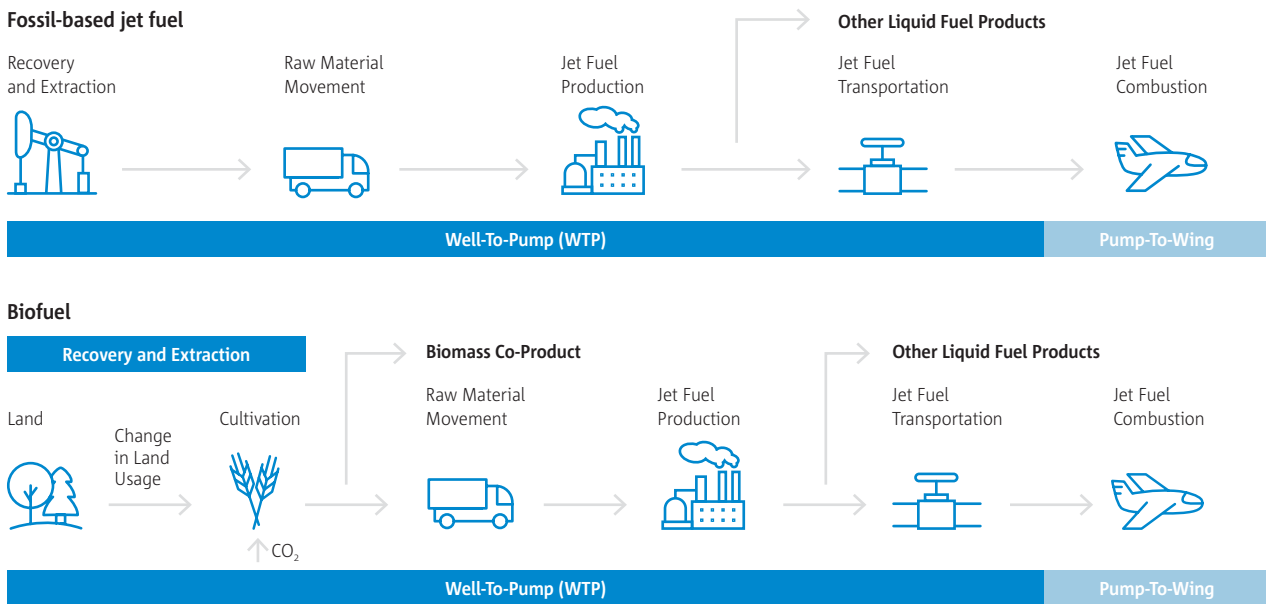 Fossil-based jet fuel
Other Liquid Fuel Products
Recovery
and Extraction
Raw Material
Movement
Jet Fuel
Production
Jet Fuel
Transportation
Jet Fuel
Combustion
Well-To-Pump (WTP)
Pump-To-Wing
Biofuel
Recovery and Extraction
Biomass Co-Product
Other Liquid Fuel Products
Land
Change
in Land
Usage
Cultivation
CO₂
Raw Material
Movement
Jet Fuel
Production
Jet Fuel
Transportation
Jet Fuel
Combustion
Well-To-Pump (WTP)
Pump-To-Wing